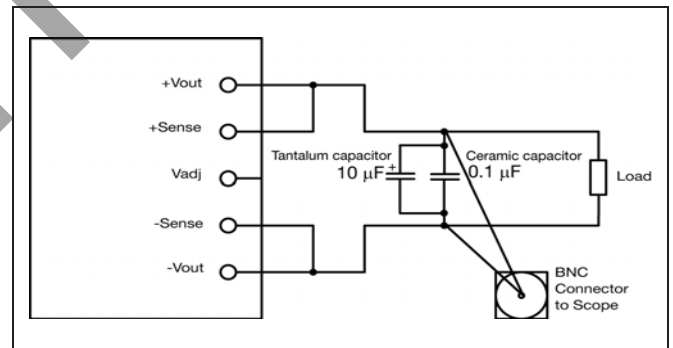 +Vout
+Sense
Vadj
-Sense
-Vout
Tantalum capacitor
10 µF
+
Ceramic capacitor
0.1 µF
Load
BNC
Connector
to Scope